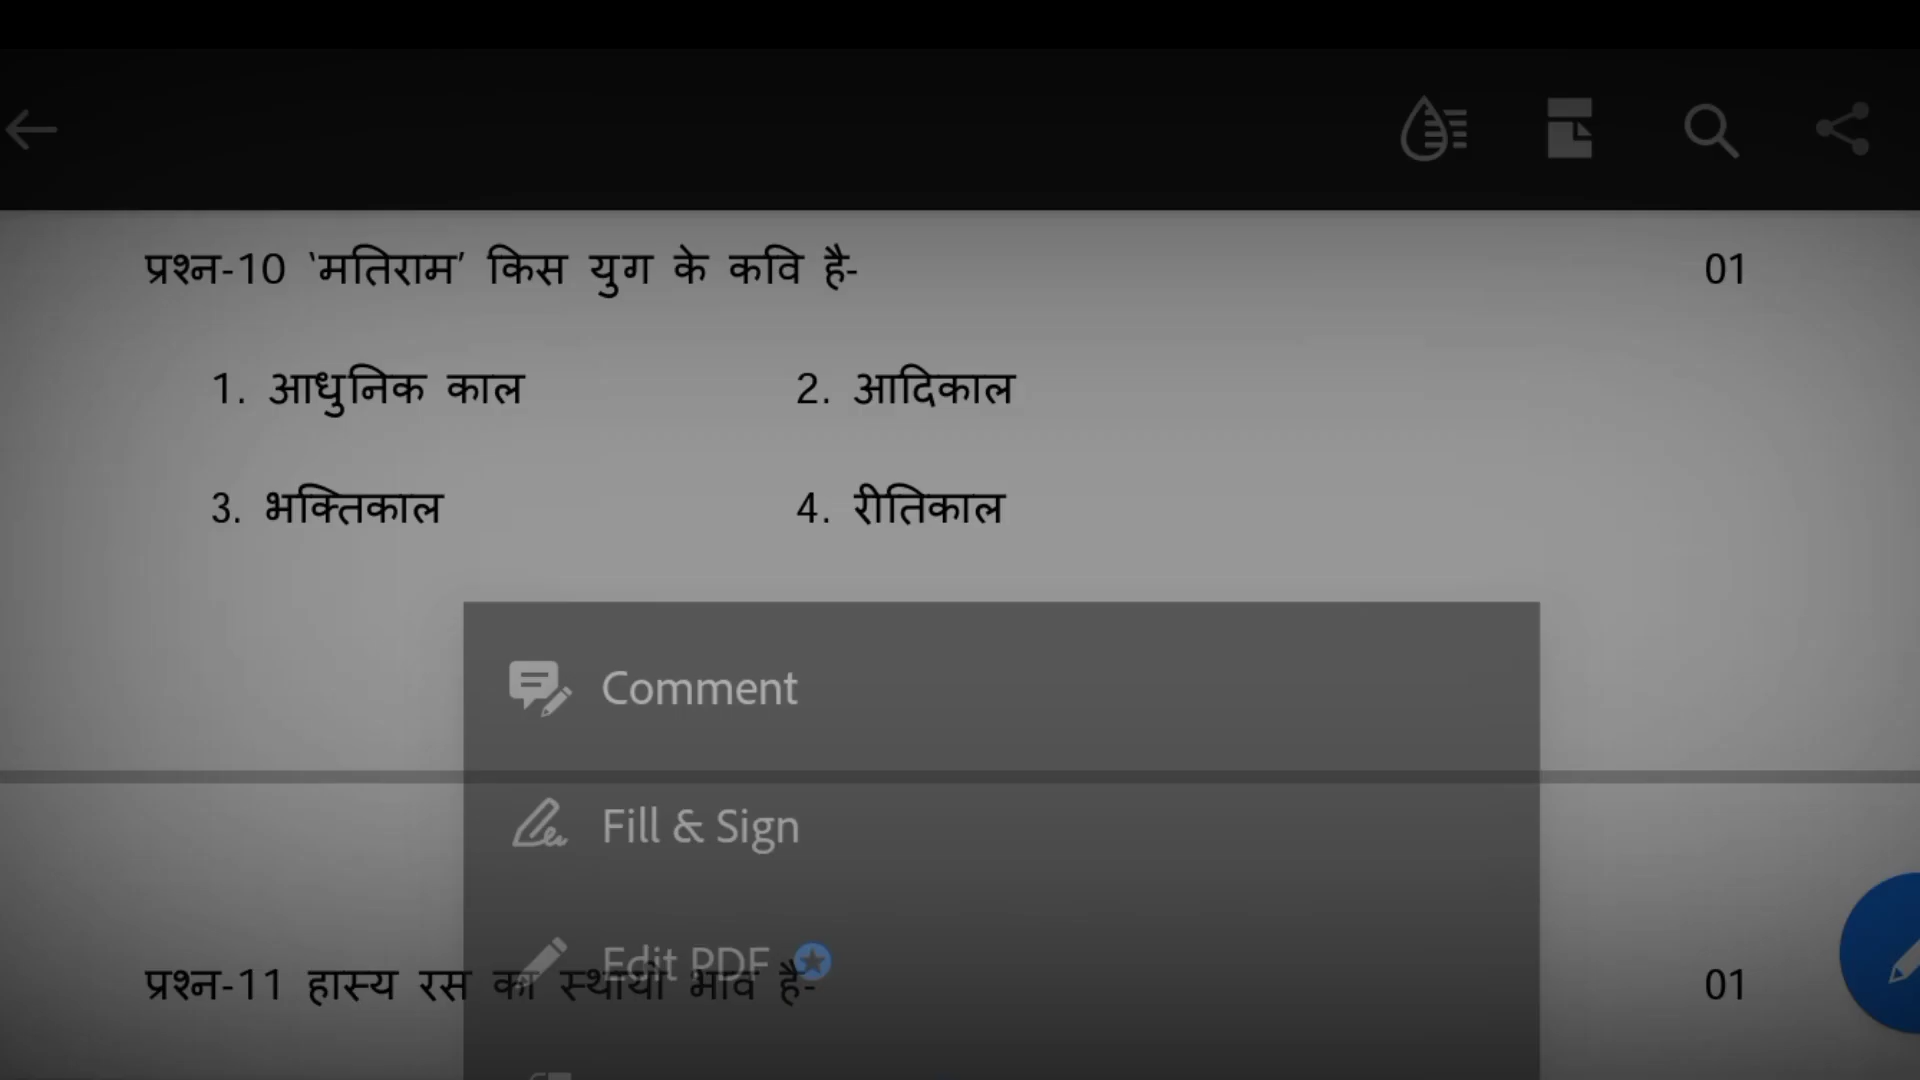 प्रश्न-10 'मतिराम' किस युग के कवि है- 01
1. आधुनिक काल 2. आदिकाल
3. भक्तिकाल 4. रीतिकाल
Comment
Fill & Sign
Edit PDF
प्रश्न-11 हास्य रस का स्थायी भाव है- 01